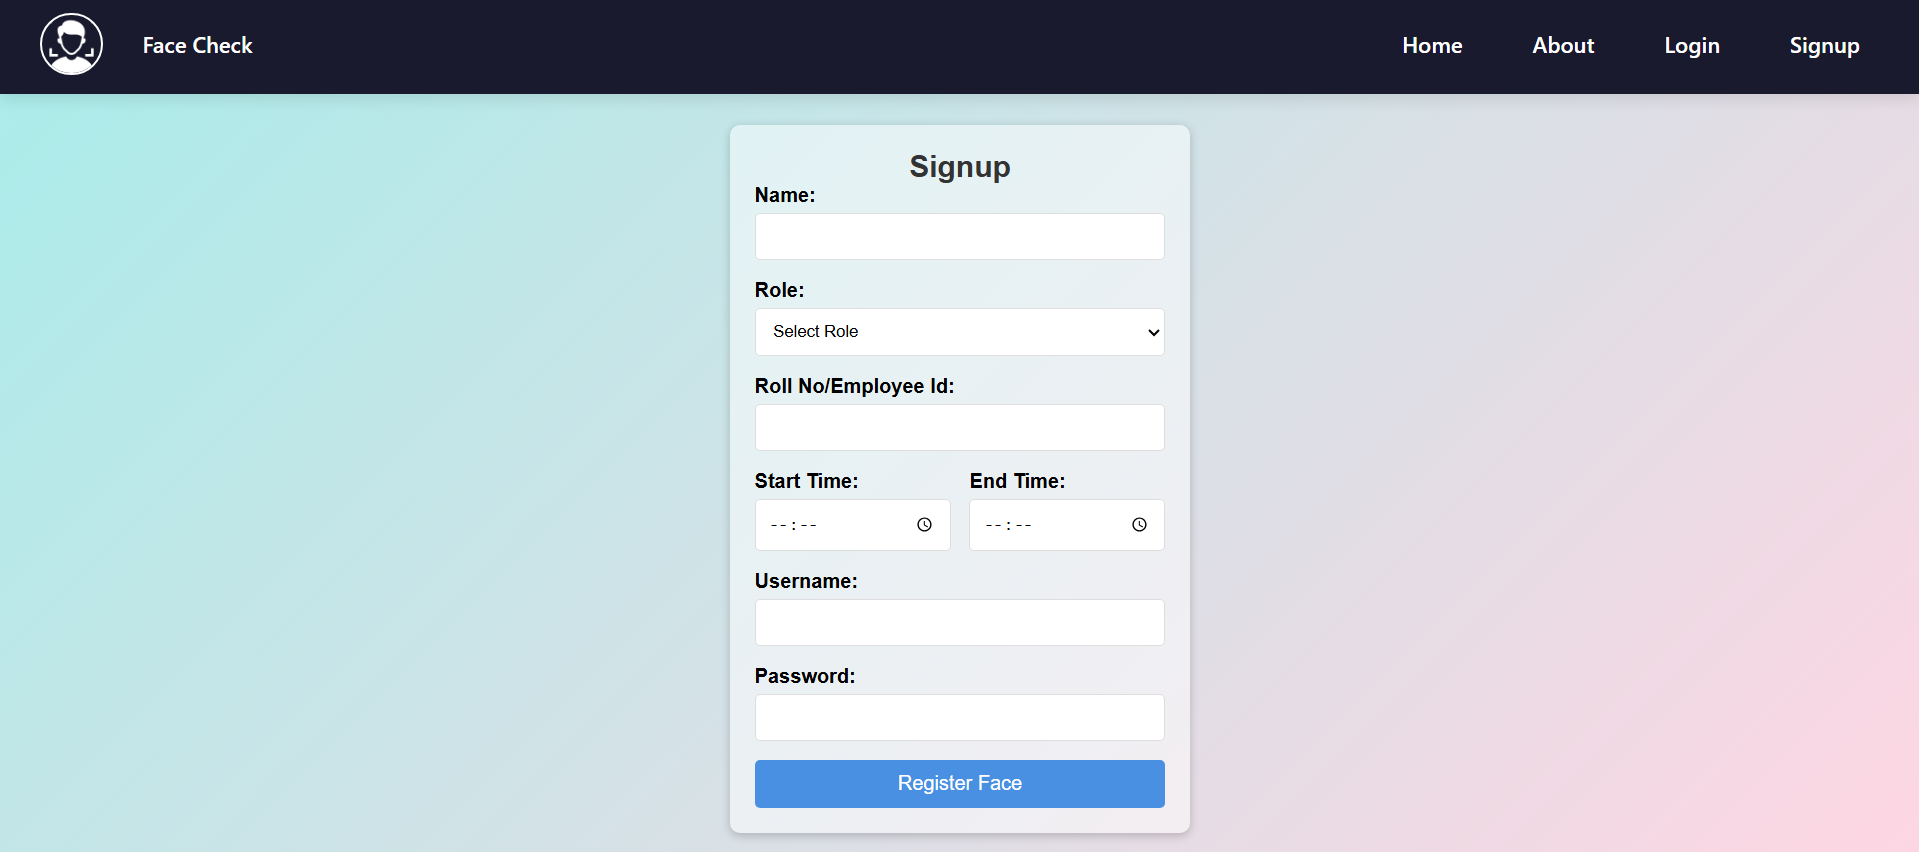 Face Check
Home About Login Signup
Signup
Name:
Role:
Select Role
Roll No/Employee Id:
Start Time: End Time:
--:-- --:--
Username:
Password:
Register Face